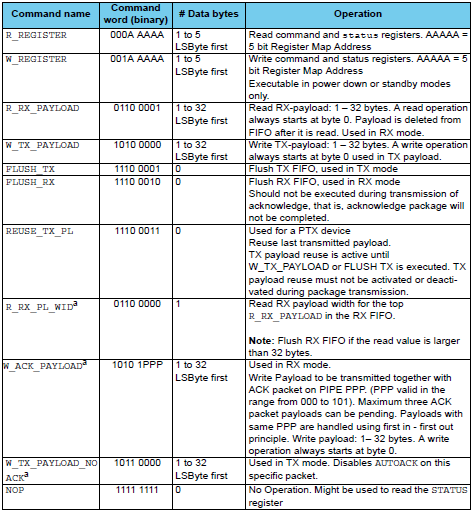 Command name | Command word (binary) | # Data bytes | Operation
R_REGISTER | 000A AAAA | 1 to 5 | Read command and status registers. AAAAA =
LSByte first | 5 bit Register Map Address
W_REGISTER | 001A AAAA | 1 to 5 | Write command and status registers. AAAAA = 5
LSByte first | bit Register Map Address
Executable in power down or standby modes
only.
R_RX_PAYLOAD | 0110 0001 | 1 to 32 | Read RX-payload: 1 – 32 bytes. A read operation
LSByte first | always starts at byte 0. Payload is deleted from
FIFO after it is read. Used in RX mode.
W_TX_PAYLOAD | 1010 0000 | 1 to 32 | Write TX-payload: 1 – 32 bytes. A write operation
LSByte first | always starts at byte 0 used in TX payload.
FLUSH_TX | 1110 0001 | 0 | Flush TX FIFO, used in TX mode
FLUSH_RX | 1110 0010 | 0 | Flush RX FIFO, used in RX mode
Should not be executed during transmission of
acknowledge, that is, acknowledge package will
not be completed.
REUSE_TX_PL | 1110 0011 | 0 | Used for a PTX device
Reuse last transmitted payload.
TX payload reuse is active until
W_TX_PAYLOAD or FLUSH TX is executed. TX
payload reuse must not be activated or deacti-
vated during package transmission.
R_RX_PL_WIDa | 0110 0000 | 1 | Read RX payload width for the top
R_RX_PAYLOAD in the RX FIFO.
Note: Flush RX FIFO if the read value is larger
than 32 bytes.
W_ACK_PAYLOADa | 1010 1PPP | 1 to 32 | Used in RX mode.
LSByte first | Write Payload to be transmitted together with
ACK packet on PIPE PPP. (PPP valid in the
range from 000 to 101). Maximum three ACK
packet payloads can be pending. Payloads with
same PPP are handled using first in - first out
principle. Write payload: 1– 32 bytes. A write
operation always starts at byte 0.
W_TX_PAYLOAD_NO | 1011 0000 | 1 to 32 | Used in TX mode. Disables AUTOACK on this
ACKa | LSByte first | specific packet.
NOP | 1111 1111 | 0 | No Operation. Might be used to read the STATUS
register